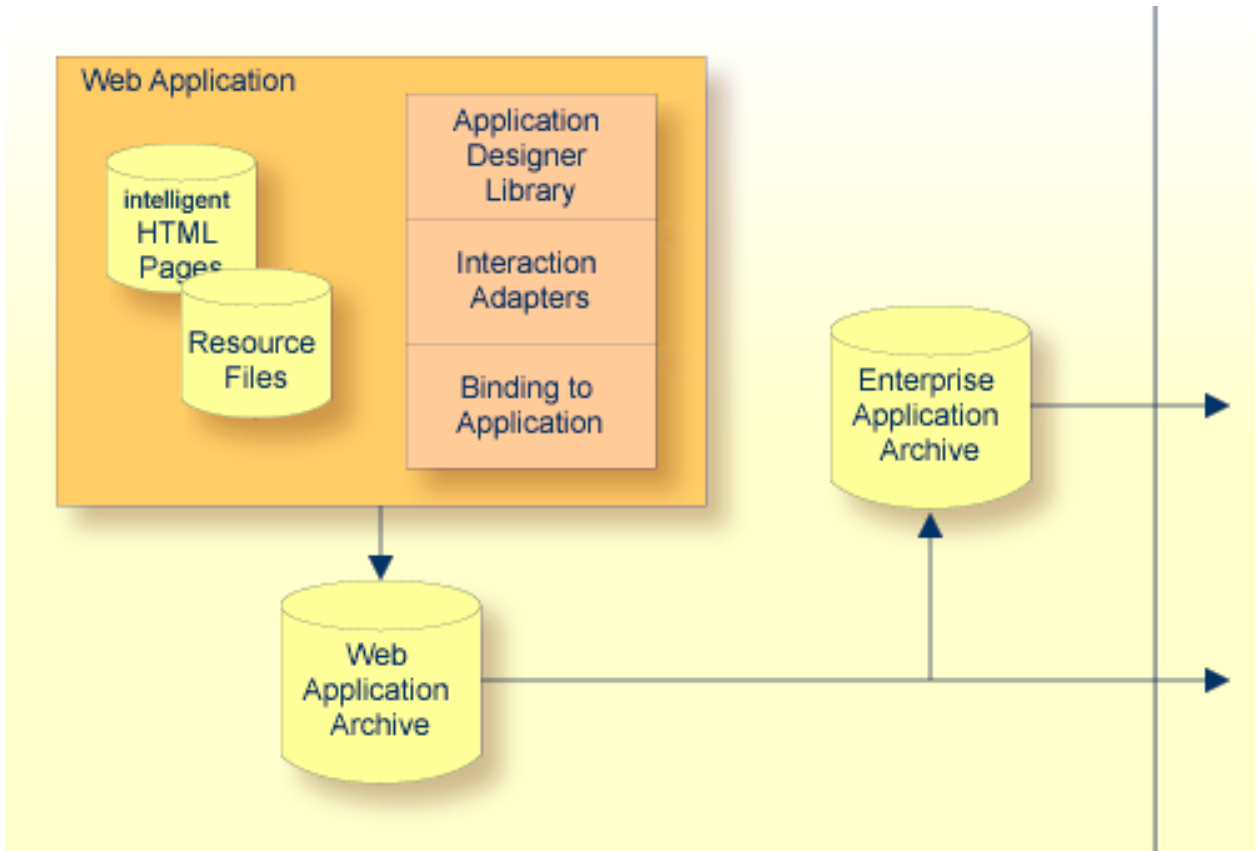 Web Application
intelligent
HTML
Pages
Resource
Files
Application
Designer
Library
Interaction
Adapters
Binding to
Application
Enterprise
Application
Archive
Web
Application
Archive